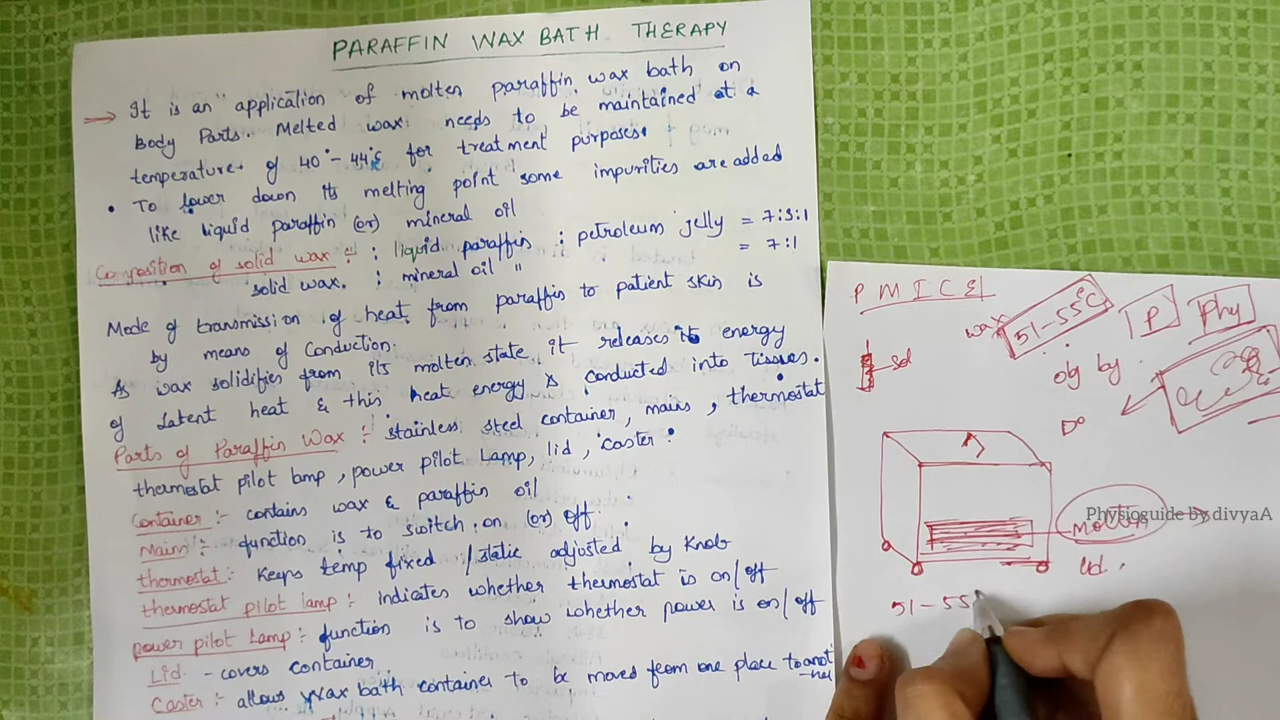 PARAFFIN WAX BATH THERAPY
It is an application of molten paraffin wax bath on
Body Parts. Melted wax needs to be maintained at a
temperature of 40° - 44°c for treatment purposes.
• To lower down its melting point some impurities are added
like liquid paraffin (or) mineral oil
Composition of solid wax :- : liquid paraffin : petroleum jelly = 7:3:1
solid wax : mineral oil " = 7:1
Mode of transmission of heat from paraffin to patient skin is
by means of Conduction.
As wax solidifies from its molten state it releases its energy
of Latent heat & this heat energy is conducted into tissues.
Parts of Paraffin Wax :- stainless steel container, mains, thermostat
thermostat pilot lamp, power pilot Lamp, lid, caster :
Container :- contains wax & paraffin oil
Mains :- function is to switch on (or) off.
thermostat :- Keeps temp fixed /static adjusted by Knob
thermostat pilot lamp :- indicates whether thermostat is on/off
power pilot Lamp :- function is to show whether power is on/off
Lid - covers container
Caster :- allows wax bath container to be moved from one place to anot
-her
P M I C E
wax 51-55°C P Phy
Sol
obj by
Do
Molten
lid.
51-55
Physioguide by divyaA